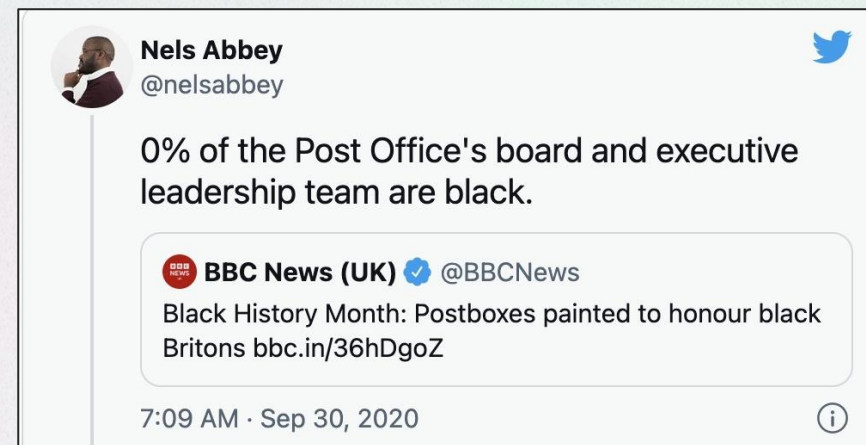 Nels Abbey
@nelsabbey
0% of the Post Office's board and executive
leadership team are black.
BBC NEWS UK BBC News (UK) @BBCNews
Black History Month: Postboxes painted to honour black
Britons bbc.in/36hDgoZ
7:09 AM · Sep 30, 2020